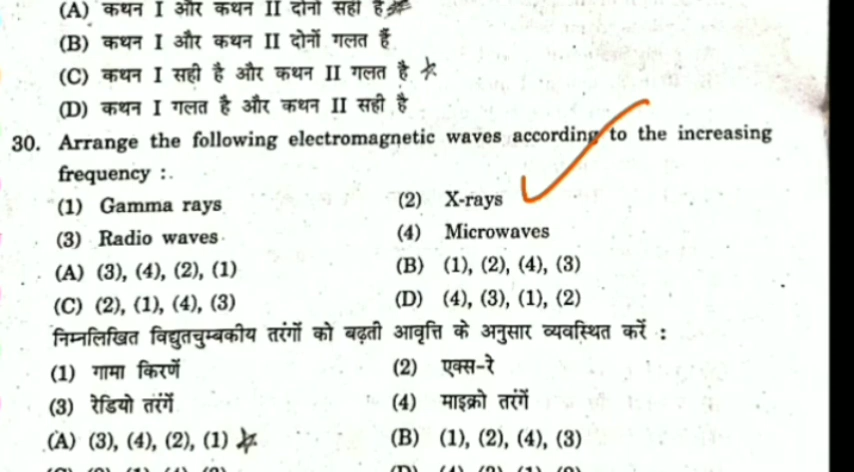 (A) कथन I और कथन II दोनों सही हैं
(B) कथन I और कथन II दोनों गलत हैं
(C) कथन I सही है और कथन II गलत है
(D) कथन I गलत है और कथन II सही है
30. Arrange the following electromagnetic waves according to the increasing
frequency :
(1) Gamma rays (2) X-rays
(3) Radio waves (4) Microwaves
(A) (3), (4), (2), (1) (B) (1), (2), (4), (3)
(C) (2), (1), (4), (3) (D) (4), (3), (1), (2)
निम्नलिखित विद्युतचुम्बकीय तरंगों को बढ़ती आवृत्ति के अनुसार व्यवस्थित करें :
(1) गामा किरणें (2) एक्स-रे
(3) रेडियो तरंगें (4) माइक्रो तरंगें
(A) (3), (4), (2), (1) (B) (1), (2), (4), (3)